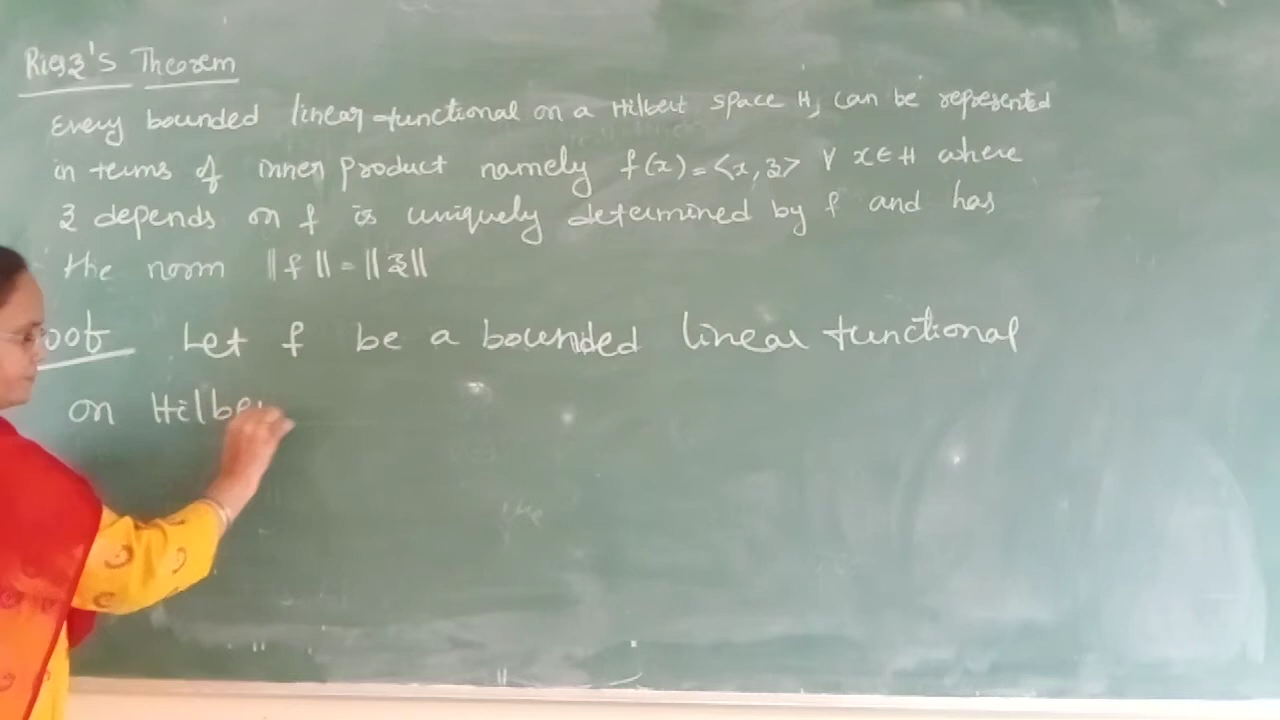 Riesz's Theorem
Every bounded linear functional on a Hilbert space H, can be represented
in terms of inner product namely f(x)=<x,z> ∀ x∈H where
z depends on f is uniquely determined by f and has
the norm ||f||=||z||
oof Let f be a bounded linear functional
on Hilbe